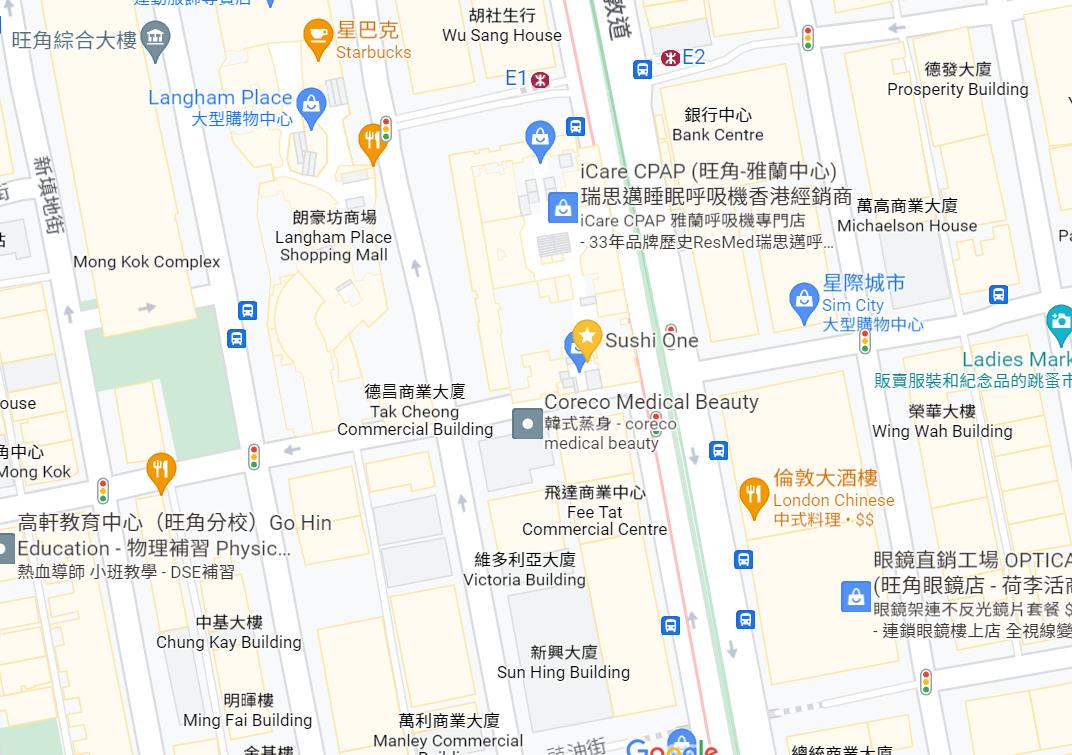 胡社生行
Wu Sang House
敦道
旺角綜合大樓
星巴克
Starbucks
E1
E2
德發大廈
Prosperity Building
Langham Place
大型購物中心
銀行中心
Bank Centre
新填地街
街
iCare CPAP (旺角-雅蘭中心)
瑞思邁睡眠呼吸機香港經銷商
iCare CPAP 雅蘭呼吸機專門店
- 33年品牌歷史ResMed瑞思邁呼...
萬高商業大廈
Michaelson House
朗豪坊商場
Langham Place
Shopping Mall
Mong Kok Complex
星際城市
Sim City
大型購物中心
Sushi One
Ladies Mark
販賣服裝和紀念品的跳蚤市
德昌商業大廈
Tak Cheong
Commercial Building
Coreco Medical Beauty
韓式蒸身 - coreco
medical beauty
榮華大樓
Wing Wah Building
ouse
角中心
Mong Kok
倫敦大酒樓
London Chinese
中式料理 • $$
飛達商業中心
Fee Tat
Commercial Centre
高軒教育中心（旺角分校）Go Hin
Education - 物理補習 Physic...
熱血導師 小班教學 - DSE補習
維多利亞大廈
Victoria Building
眼鏡直銷工場 OPTICA
(旺角眼鏡店 - 荷李活商
眼鏡架連不反光鏡片套餐 $
- 連鎖眼鏡樓上店 全視線變
中基大樓
Chung Kay Building
新興大廈
Sun Hing Building
明暉樓
Ming Fai Building
萬利商業大廈
Manley Commercial
Google